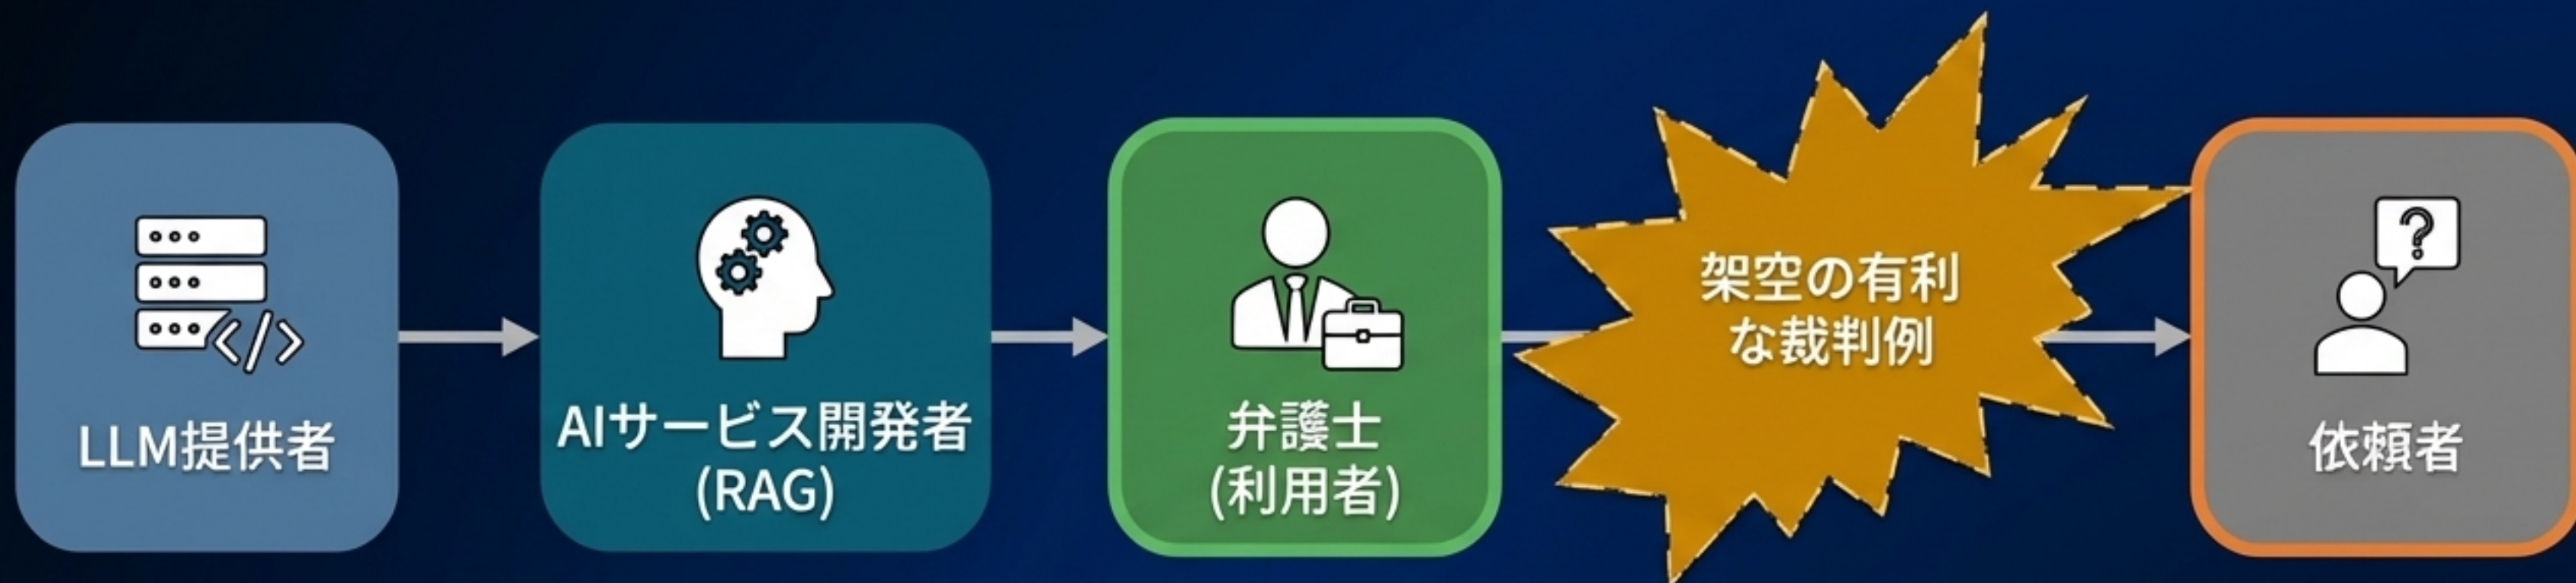 LLM提供者
AIサービス開発者
(RAG)
弁護士
(利用者)
架空の有利
な裁判例
?
依頼者